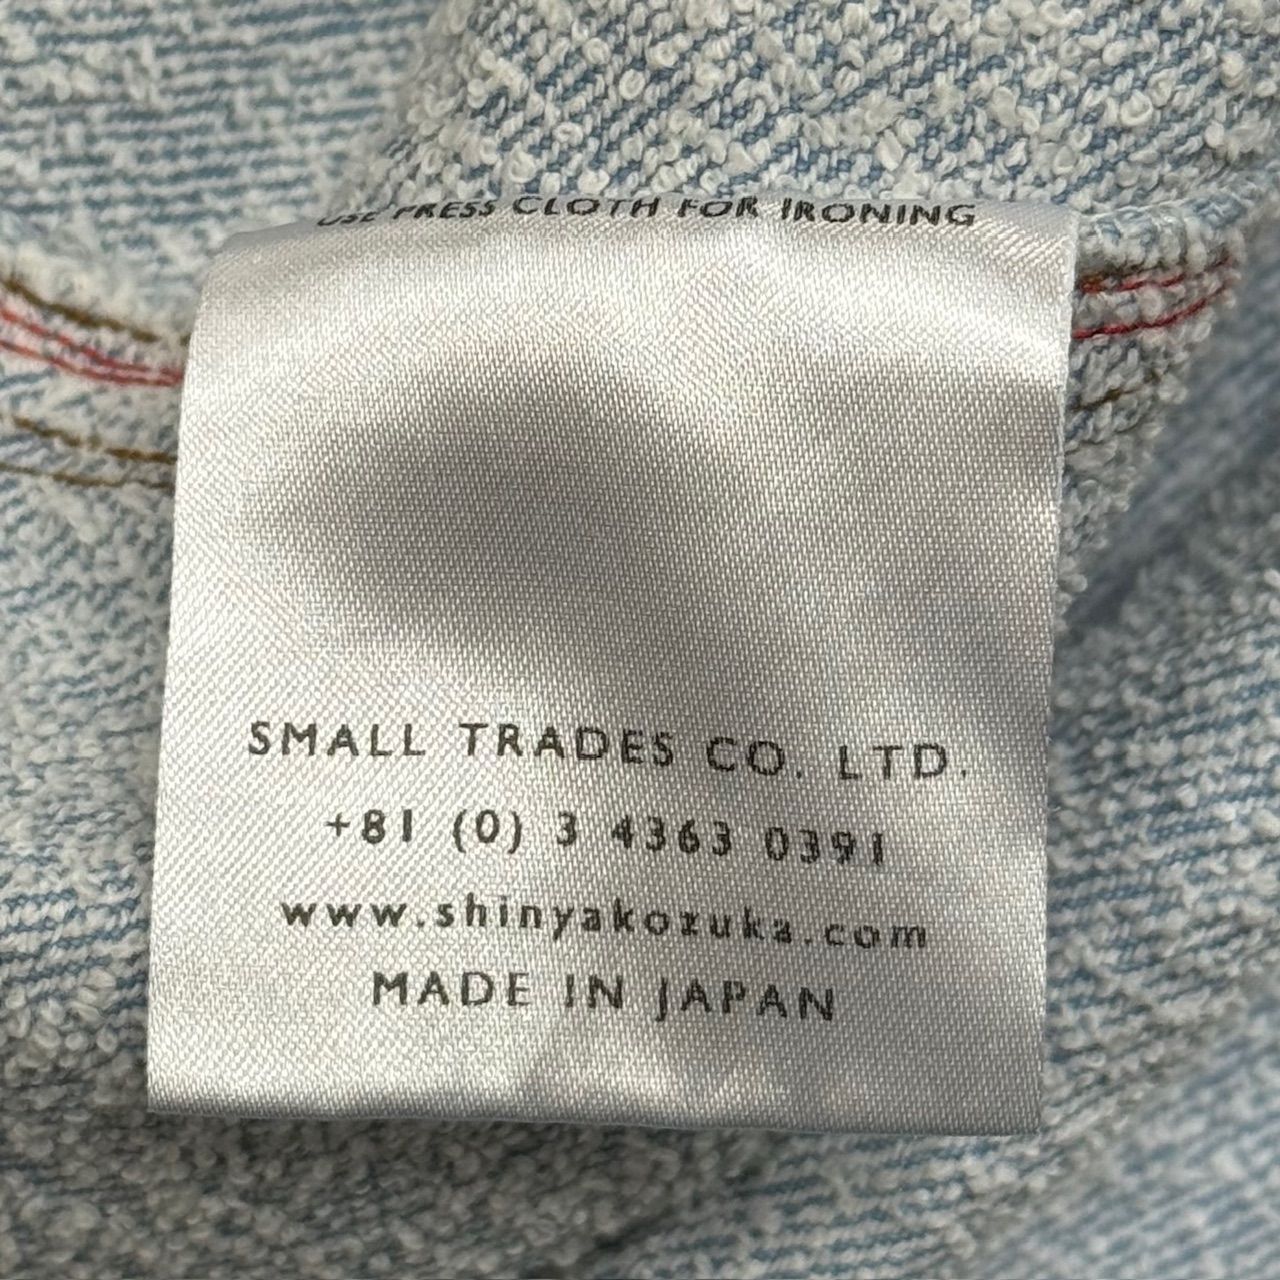 USE PRESS CLOTH FOR IRONING
SMALL TRADES CO. LTD.
+81 (0) 3 4363 0391
www.shinyakozuka.com
MADE IN JAPAN